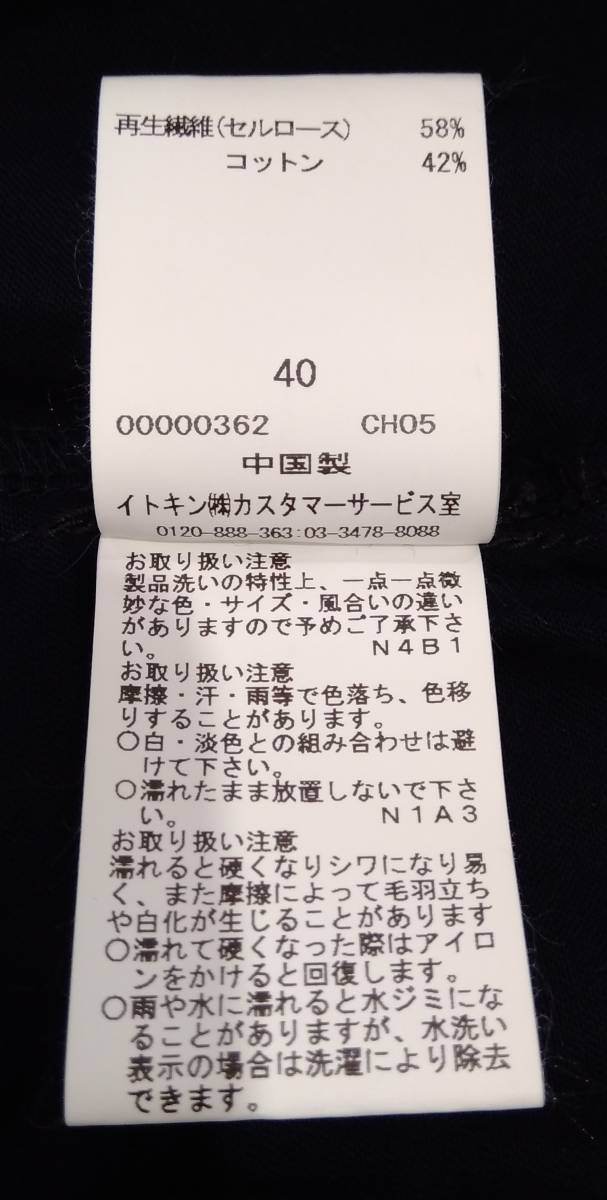 再生繊維(セルロース) 58%
コットン 42%
40
00000362 CH05
中国製
イトキン㈱カスタマーサービス室
0120-888-363:03-3478-8088
お取り扱い注意
製品洗いの特性上、一点一点微
妙な色・サイズ・風合いの違い
がありますので予めご了承下さ
い。 N4B1
お取り扱い注意
摩擦・汗・雨等で色落ち、色移
りすることがあります。
○白・淡色との組み合わせは避
けて下さい。
○濡れたまま放置しないで下さ
い。 N1A3
お取り扱い注意
濡れると硬くなりシワになり易
く、また摩擦によって毛羽立ち
や白化が生じることがあります
○濡れて硬くなった際はアイロ
ンをかけると回復します。
○雨や水に濡れると水ジミにな
ることがありますが、水洗い
表示の場合は洗濯により除去
できます。